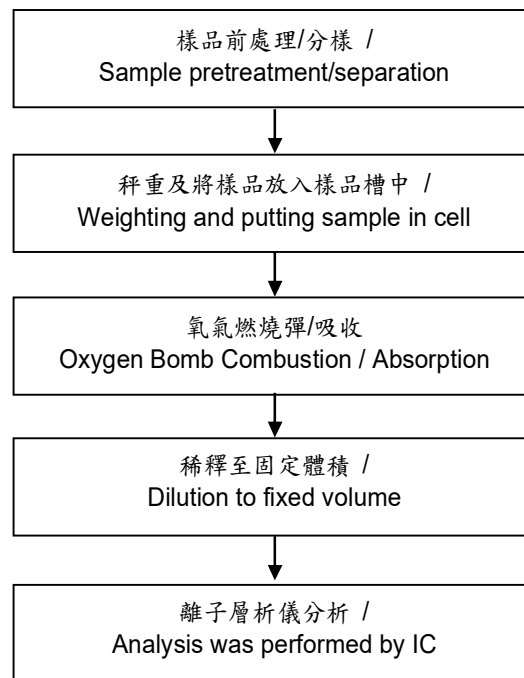 樣品前處理/分樣 /
Sample pretreatment/separation
秤重及將樣品放入樣品槽中 /
Weighting and putting sample in cell
氧氣燃燒彈/吸收
Oxygen Bomb Combustion / Absorption
稀釋至固定體積 /
Dilution to fixed volume
離子層析儀分析 /
Analysis was performed by IC